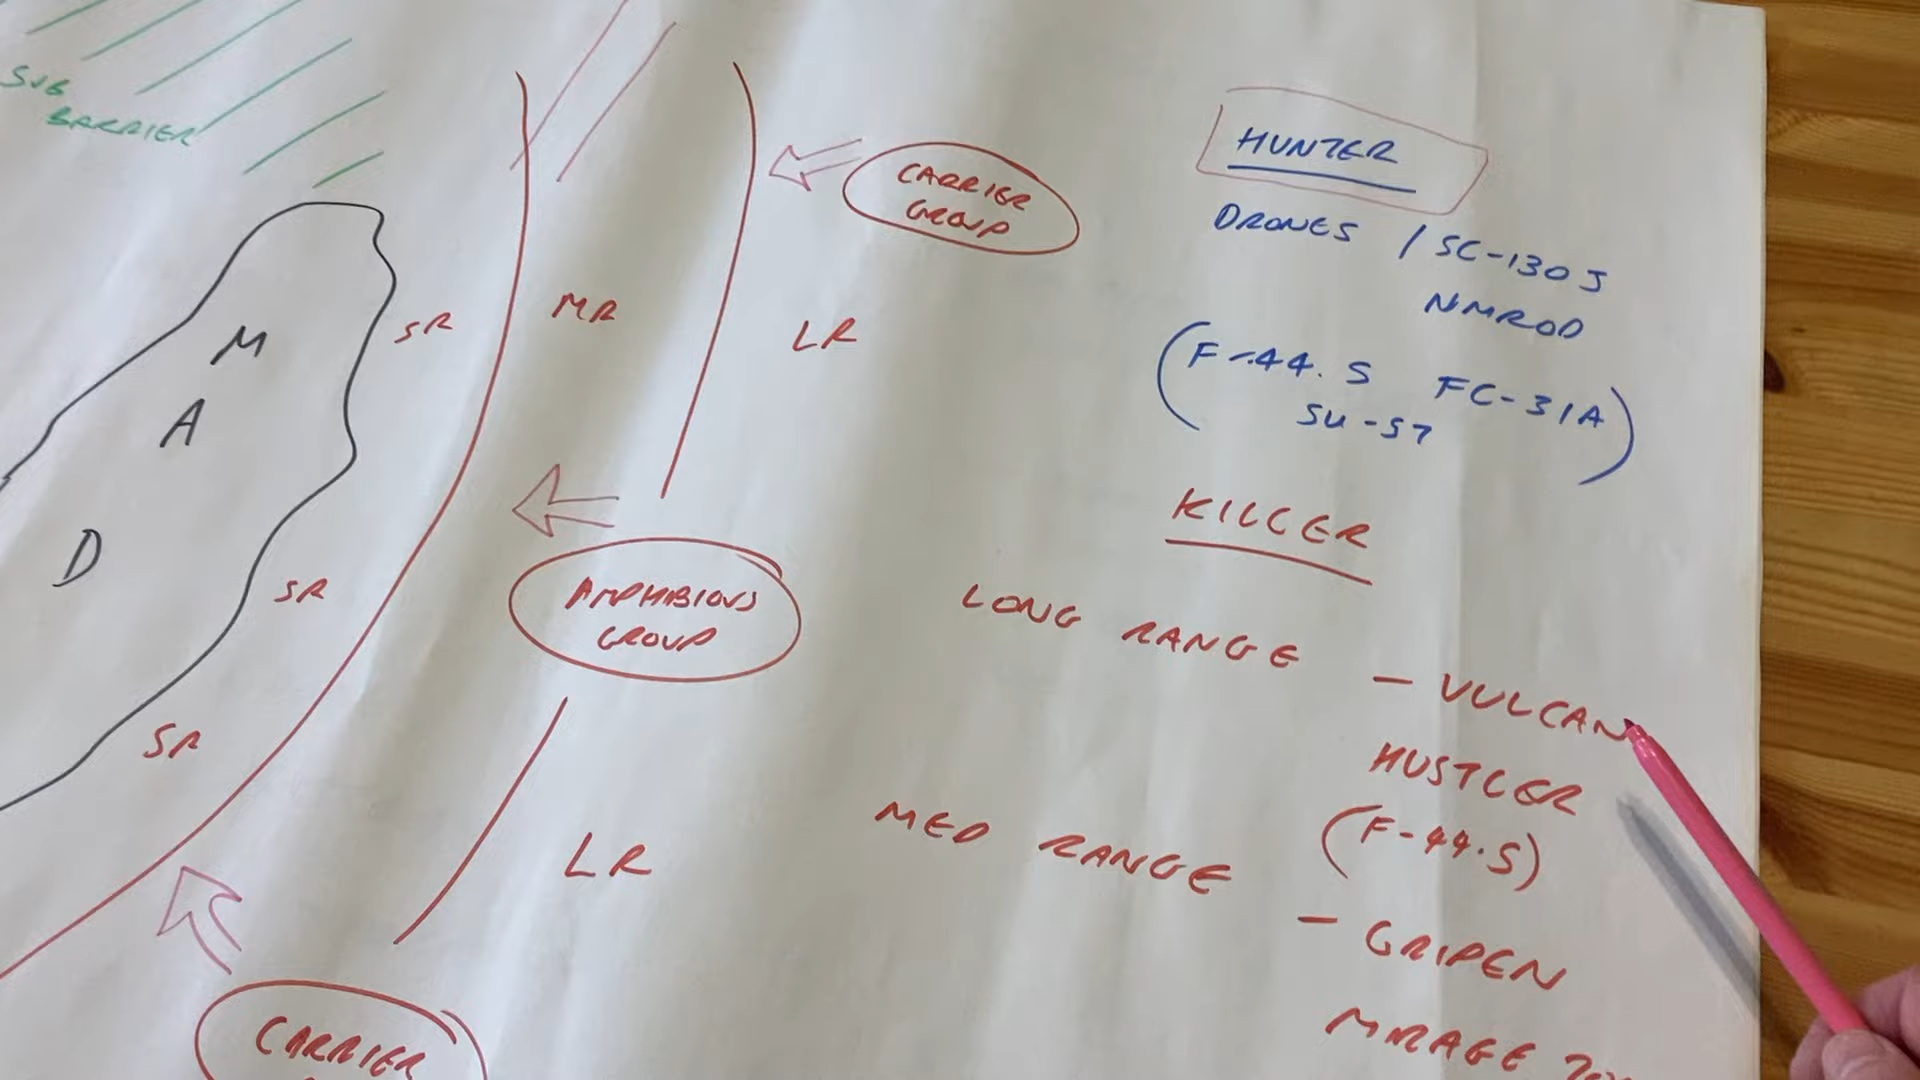 SUB
BARRIER
CARRIER
GROUP
SR
MR
LR
M
A
D
SR
SR
AMPHIBIOUS
GROUP
LR
CARRIER
HUNTER
DRONES / SC-130J
NMROD
(F-44.S FC-31A)
SU-57
KILLER
LONG RANGE
- VULCAN
HUSTLER
(F-44.S)
MED RANGE
- GRIPEN
MIRAGE